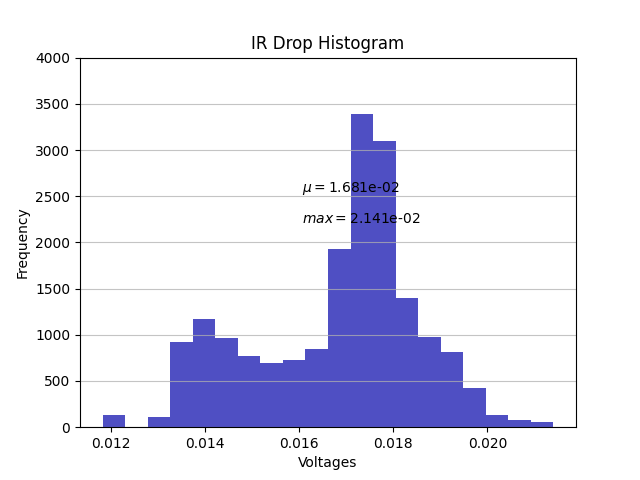 IR Drop Histogram
4000
3500
3000
2500
2000
1500
1000
500
0
Frequency
μ = 1.681e-02
max = 2.141e-02
0.012 0.014 0.016 0.018 0.020
Voltages